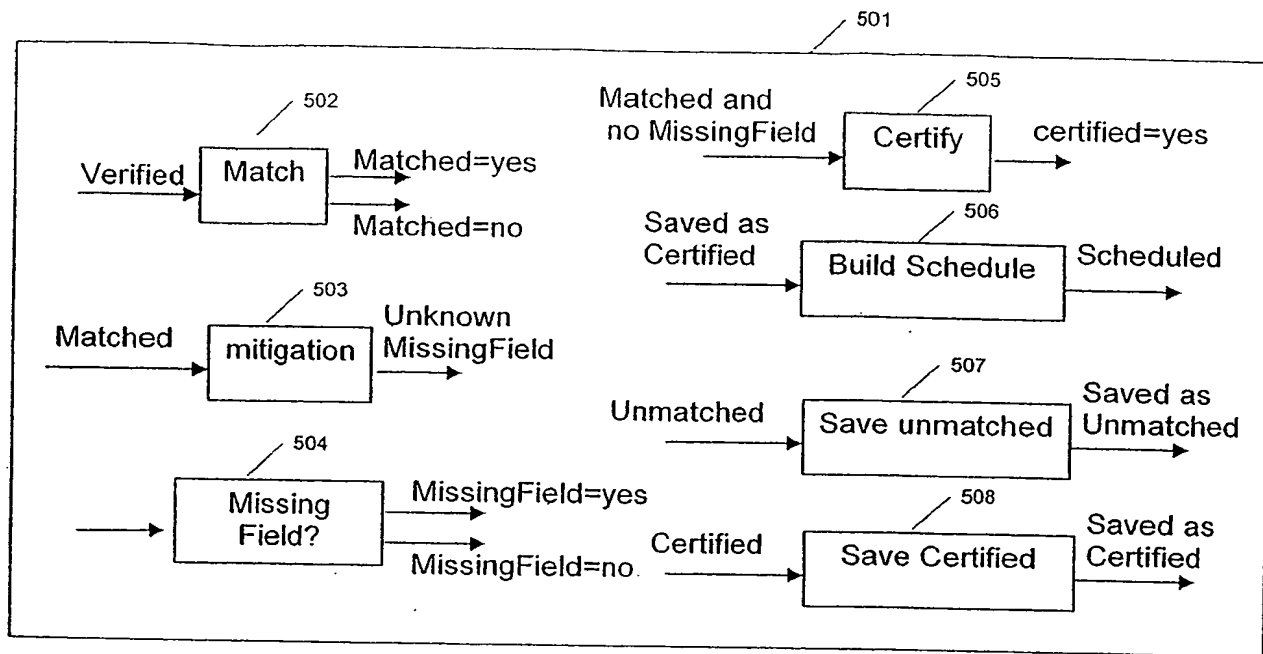 501
502
Verified
Match
Matched=yes
Matched=no
503
Matched
mitigation
Unknown
MissingField
504
Missing
Field?
MissingField=yes
MissingField=no
505
Matched and
no MissingField
Certify
certified=yes
506
Saved as
Certified
Build Schedule
Scheduled
507
Unmatched
Save unmatched
Saved as
Unmatched
508
Certified
Save Certified
Saved as
Certified